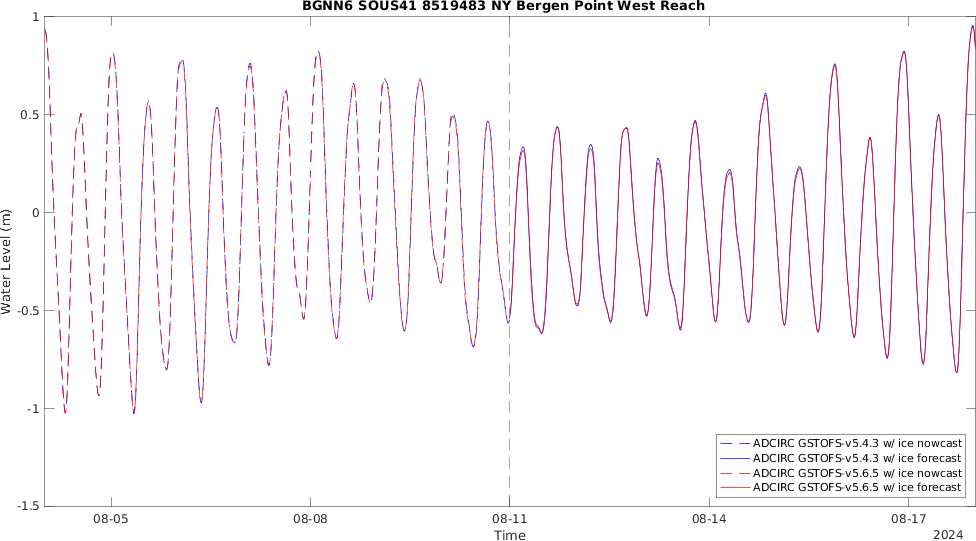 BGNN6 SOUS41 8519483 NY Bergen Point West Reach
1
0.5
0
-0.5
-1
-1.5
Water Level (m)
08-05
08-08
08-11
08-14
08-17
Time
2024
ADCIRC GSTOFS-v5.4.3 w/ ice nowcast
ADCIRC GSTOFS-v5.4.3 w/ ice forecast
ADCIRC GSTOFS-v5.6.5 w/ ice nowcast
ADCIRC GSTOFS-v5.6.5 w/ ice forecast